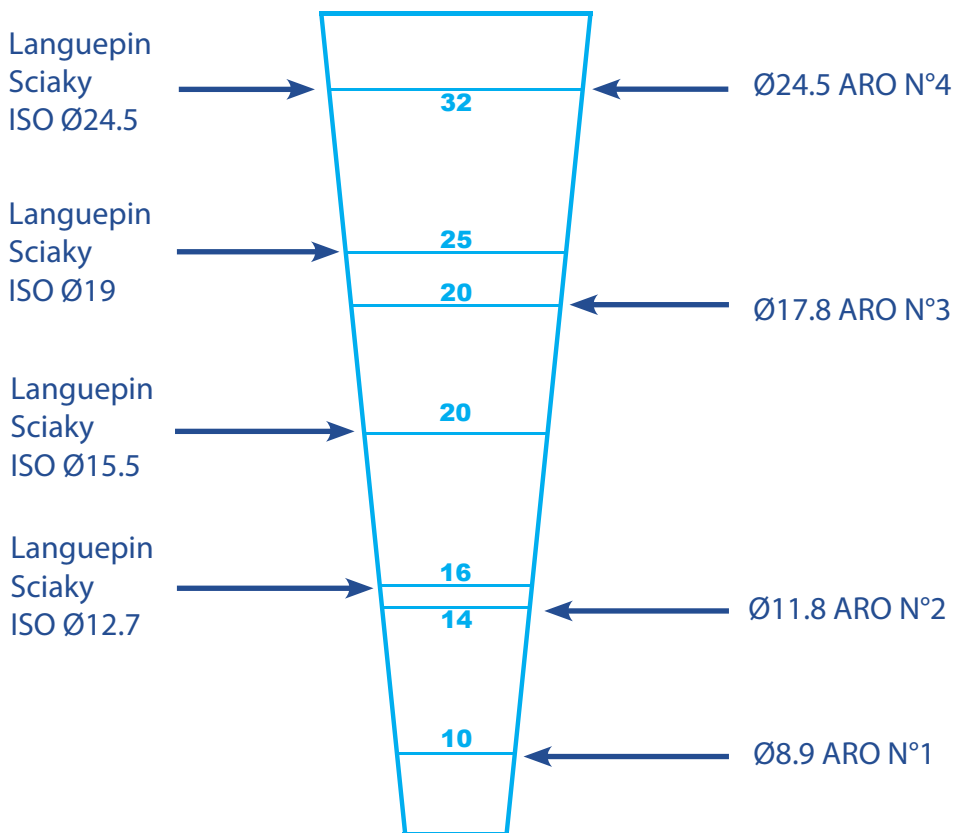 Languepin
Sciaky
ISO Ø24.5
32
Ø24.5 ARO N°4
Languepin
Sciaky
ISO Ø19
25
20
Ø17.8 ARO N°3
Languepin
Sciaky
ISO Ø15.5
20
Languepin
Sciaky
ISO Ø12.7
16
14
Ø11.8 ARO N°2
10
Ø8.9 ARO N°1